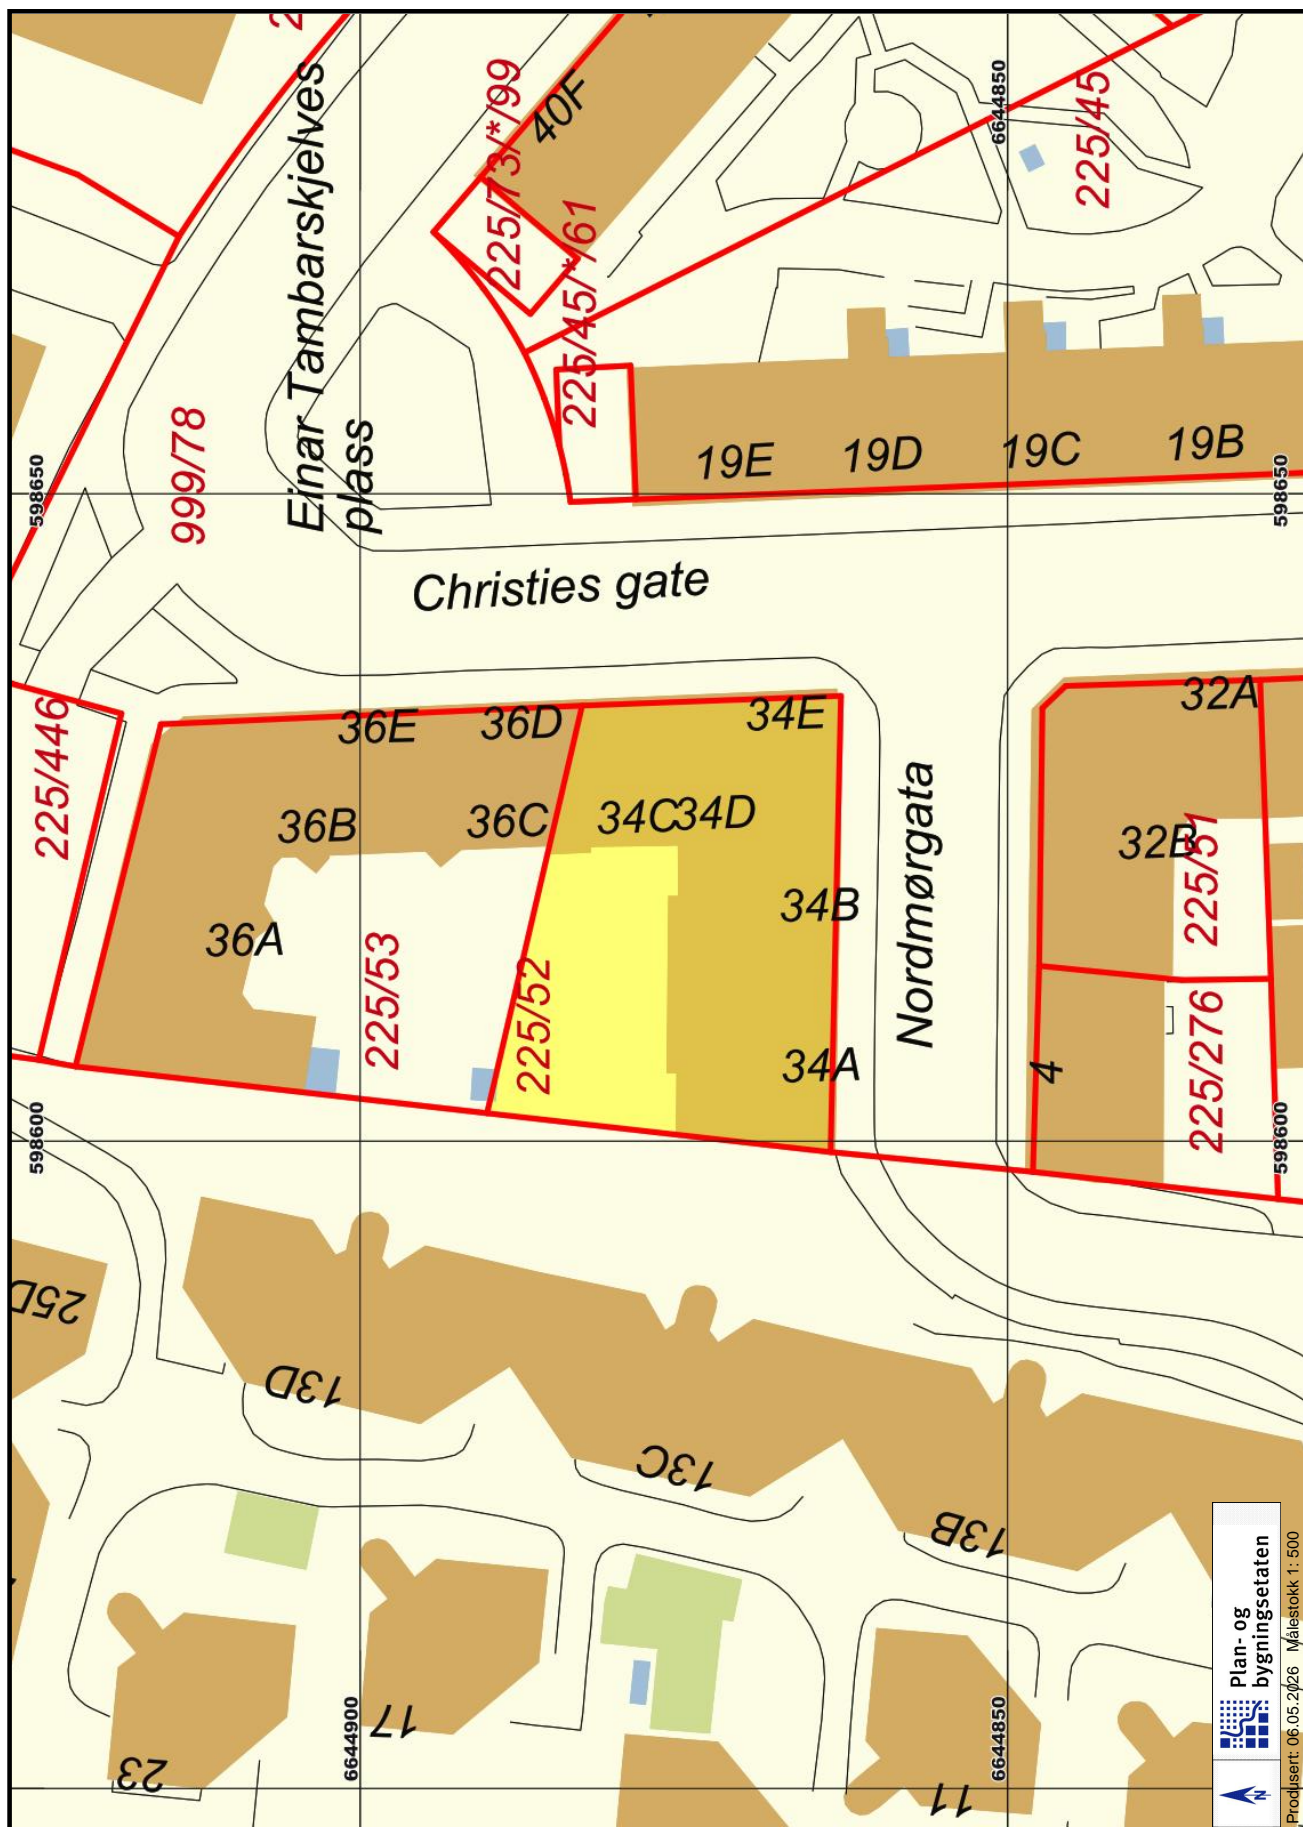 2
Einar Tambarskjelves
plass
225/73/*/99
40F
225/45/*/61
6644850
225/45
999/78
598650
19E
19D
19C
19B
598650
Christies gate
225/446
36E
36D
34E
32A
36B
36C
34C
34D
32B
225/51
Nordmørgata
34B
36A
225/53
225/52
34A
4
225/276
598600
598600
25D
13D
13C
13B
17
23
11
6644900
6644850
Plan- og
bygningsetaten
N
Produsert: 06.05.2026 Målestokk 1: 500